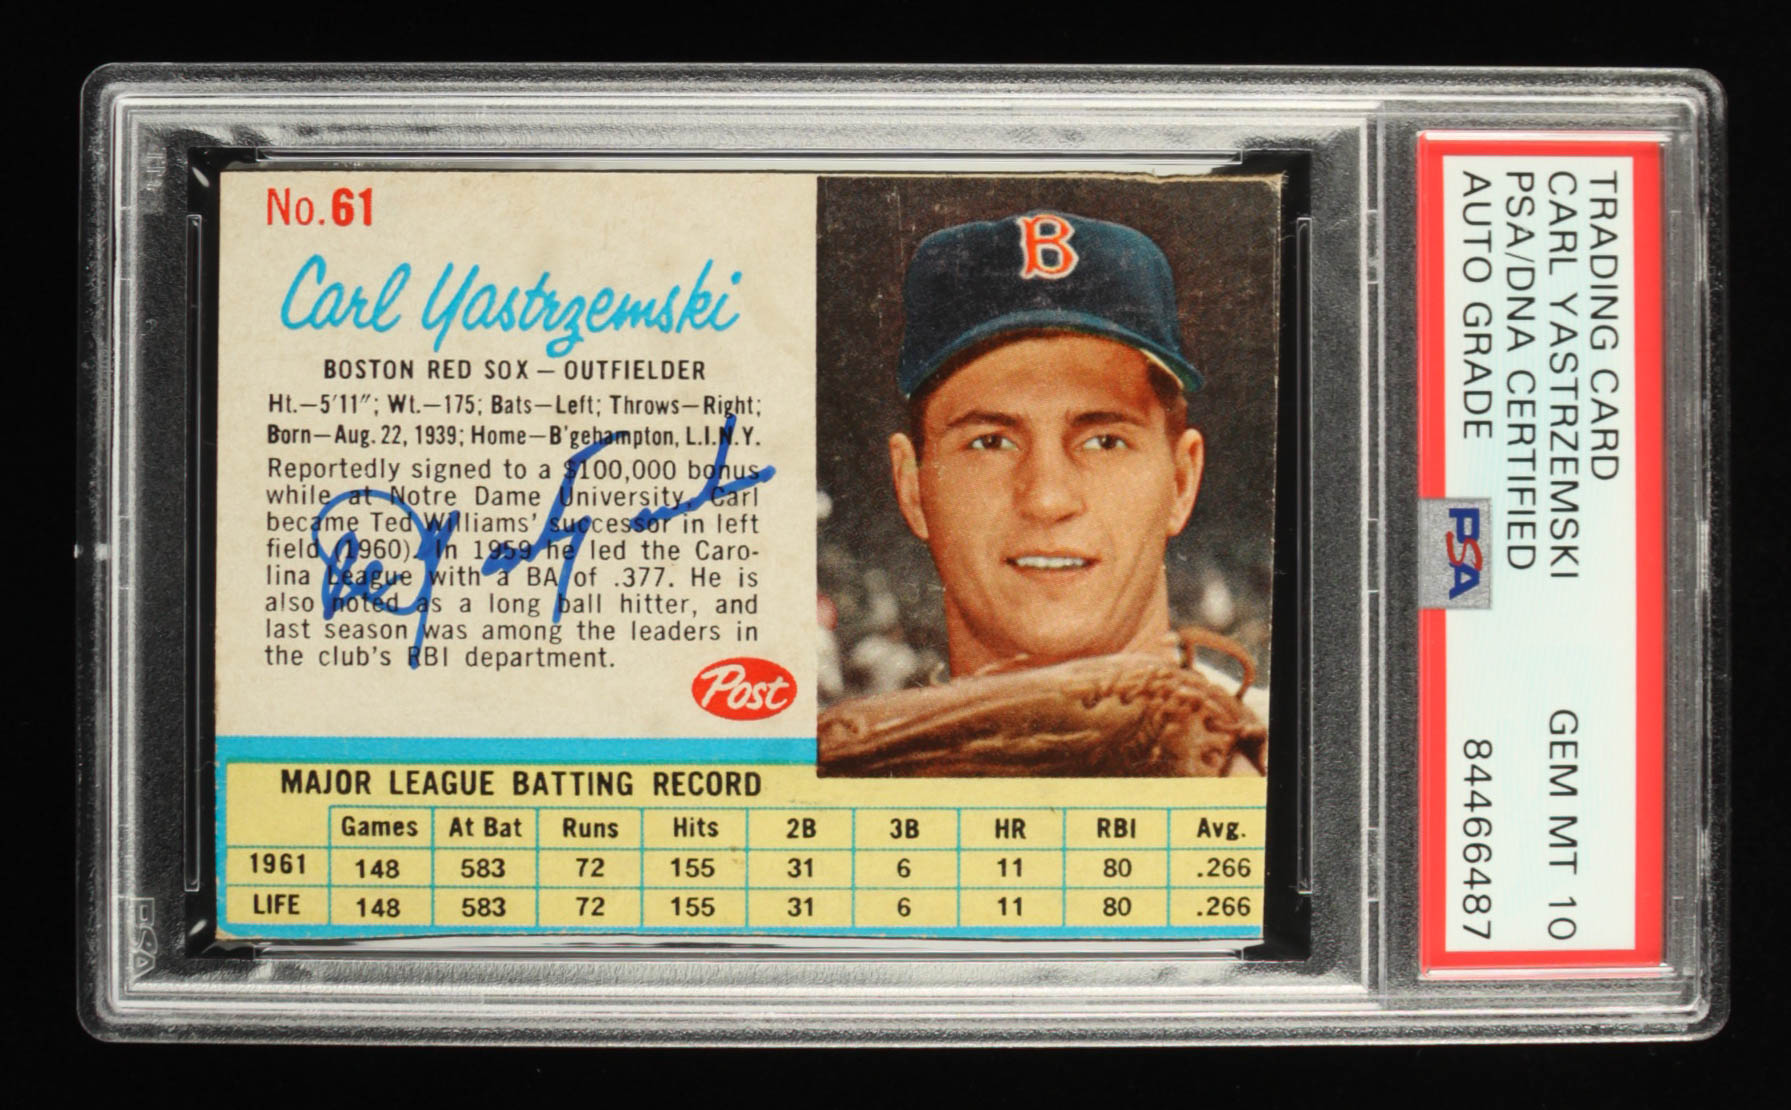 No. 61
Carl Yastrzemski
BOSTON RED SOX — OUTFIELDER
Ht.—5'11"; Wt.—175; Bats—Left; Throws—Right;
Born—Aug. 22, 1939; Home—B'gehampton, L.I. N.Y.
Reportedly signed to a $100,000 bonus
while at Notre Dame University, Carl
became Ted Williams' successor in left
field (1960). In 1959 he led the Caro-
lina League with a BA of .377. He is
also noted as a long ball hitter, and
last season was among the leaders in
the club's RBI department.
Post
B
MAJOR LEAGUE BATTING RECORD
Games At Bat Runs Hits 2B 3B HR RBI Avg.
1961 148 583 72 155 31 6 11 80 .266
LIFE 148 583 72 155 31 6 11 80 .266
TRADING CARD
CARL YASTRZEMSKI GEM MT 10
PSA/DNA CERTIFIED
AUTO GRADE 84466487
PSA
PSA